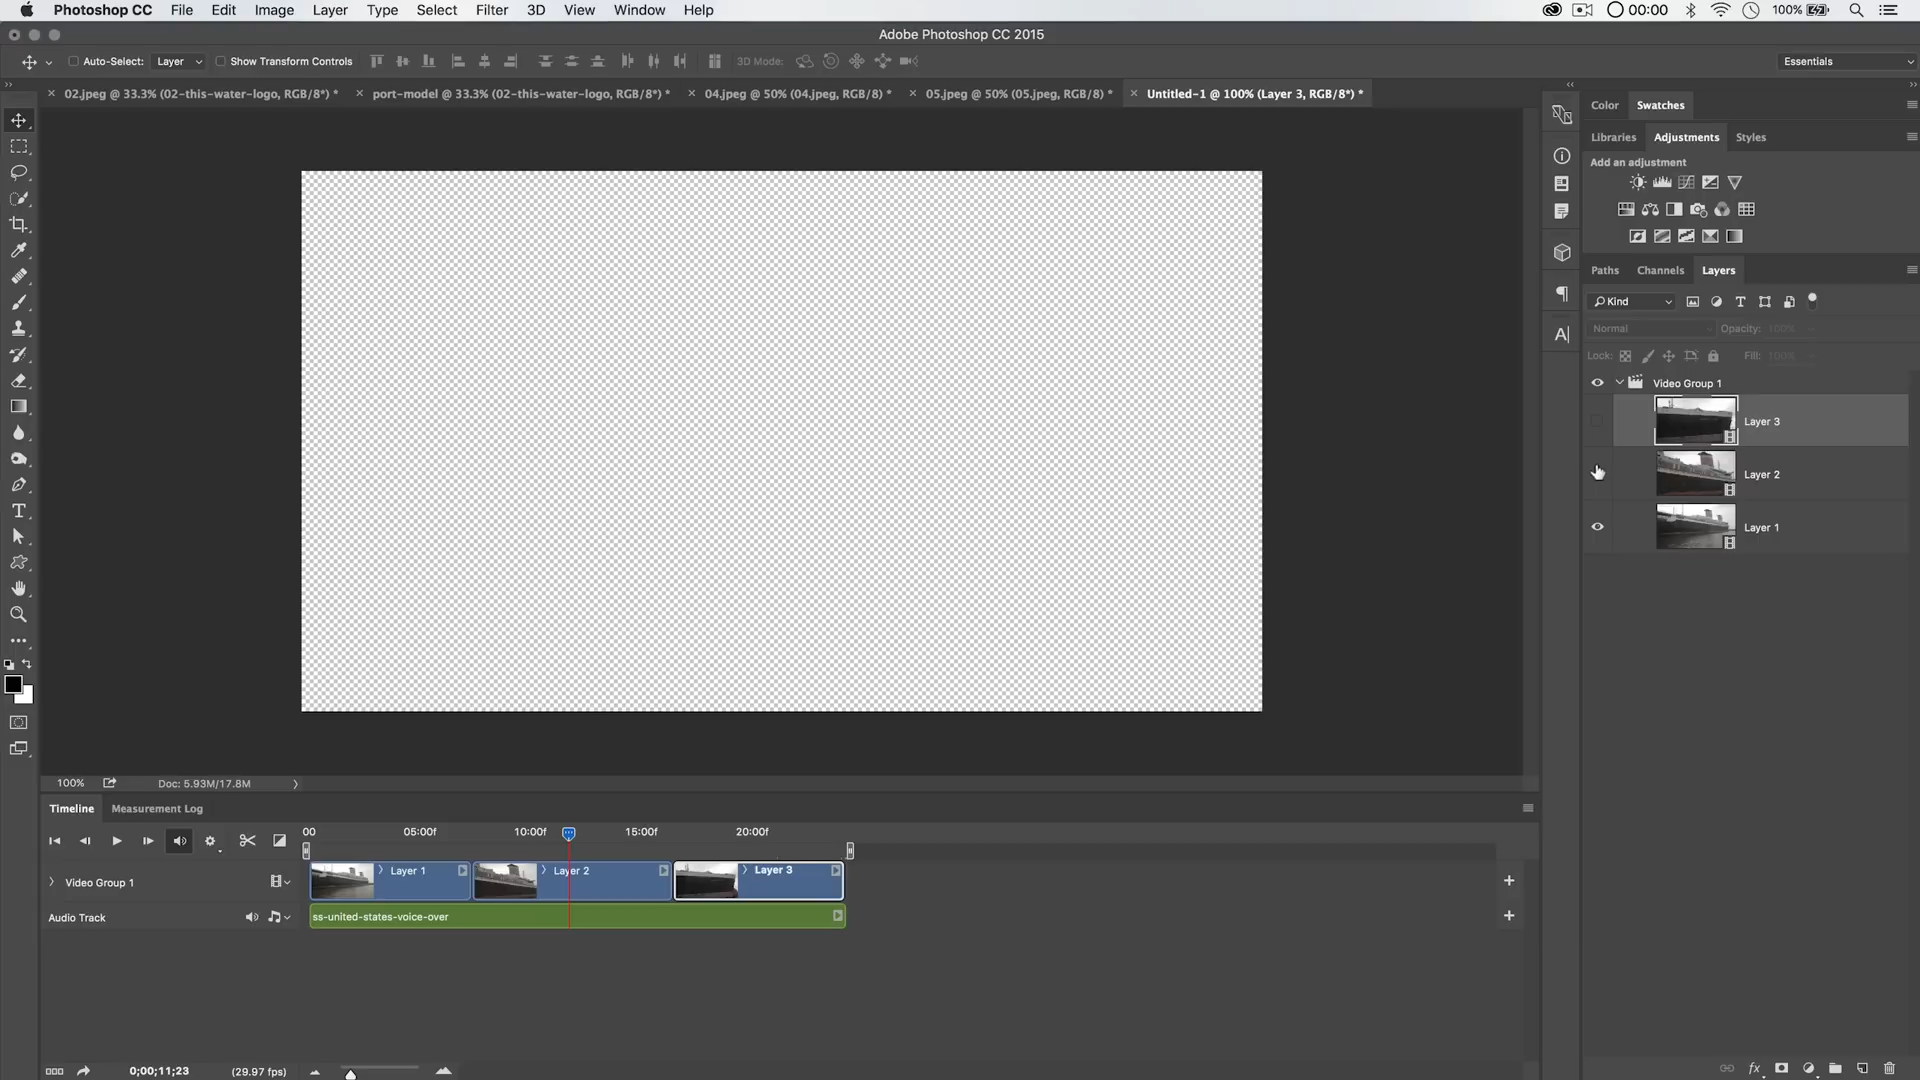 Photoshop CC File Edit Image Layer Type Select Filter 3D View Window Help 00:00 100%
Adobe Photoshop CC 2015
Auto-Select: Layer Show Transform Controls 3D Mode: Essentials
02.jpeg @ 33.3% (02-this-water-logo, RGB/8*) * port-model @ 33.3% (02-this-water-logo, RGB/8*) * 04.jpeg @ 50% (04.jpeg, RGB/8) * 05.jpeg @ 50% (05.jpeg, RGB/8) * Untitled-1 @ 100% (Layer 3, RGB/8*) *
Color Swatches
Libraries Adjustments Styles
Add an adjustment
Paths Channels Layers
Kind
Normal Opacity: 100%
Lock: Fill: 100%
Video Group 1
Layer 3
Layer 2
Layer 1
100% Doc: 5.93M/17.8M
Timeline Measurement Log
00 05:00f 10:00f 15:00f 20:00f
Video Group 1 Layer 1 Layer 2 Layer 3
Audio Track ss-united-states-voice-over
0;00;11;23 (29.97 fps)